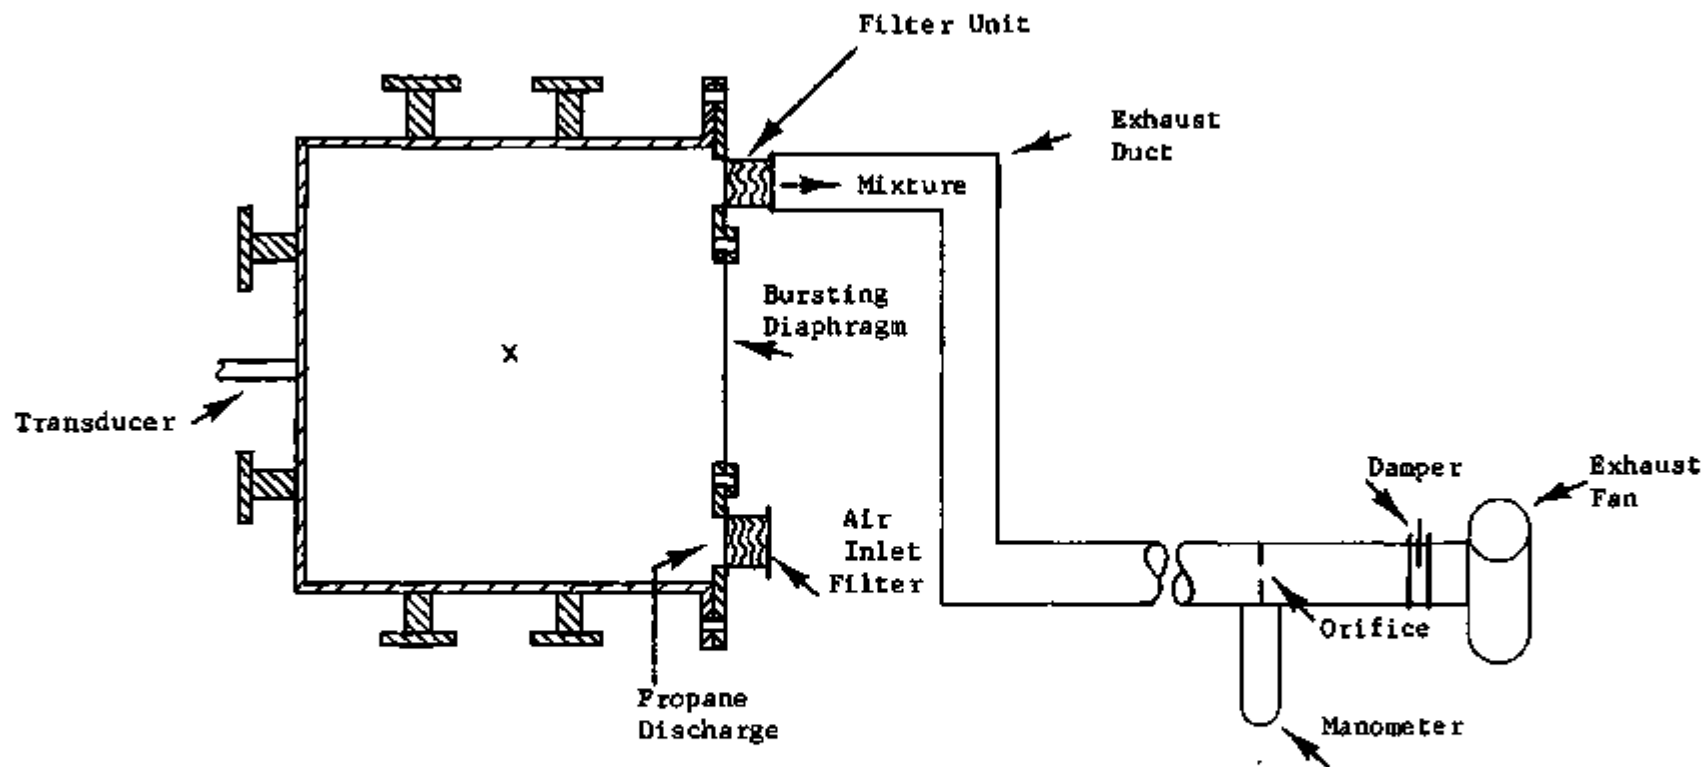 Filter Unit
Exhaust
Duct
Mixture
Bursting
Diaphragm
x
Transducer
Damper
Exhaust
Fan
Air
Inlet
Filter
Orifice
Propane
Discharge
Manometer